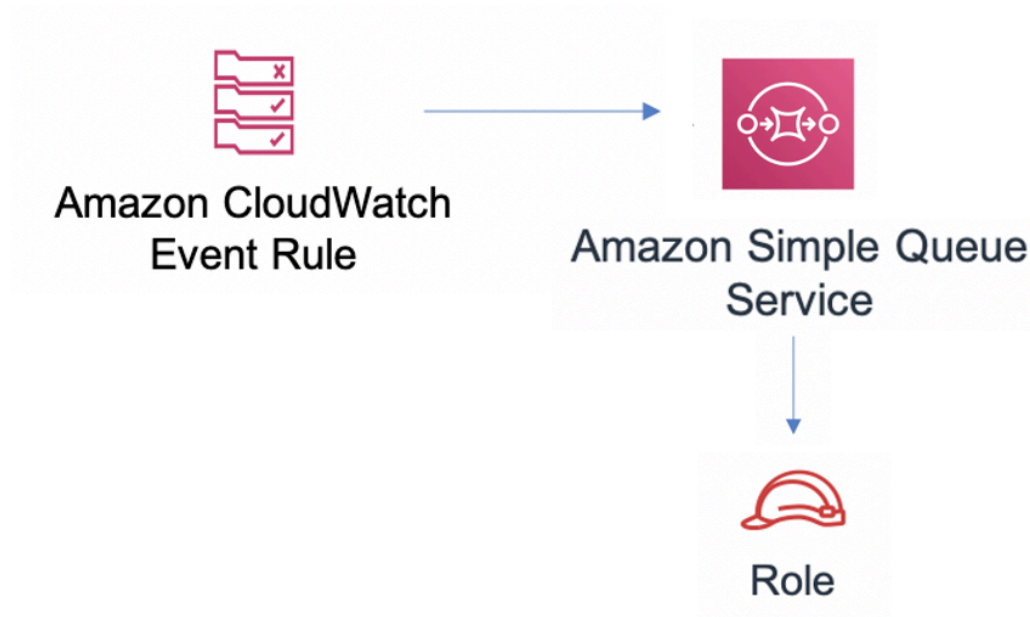 Amazon CloudWatch
Event Rule
Amazon Simple Queue
Service
Role